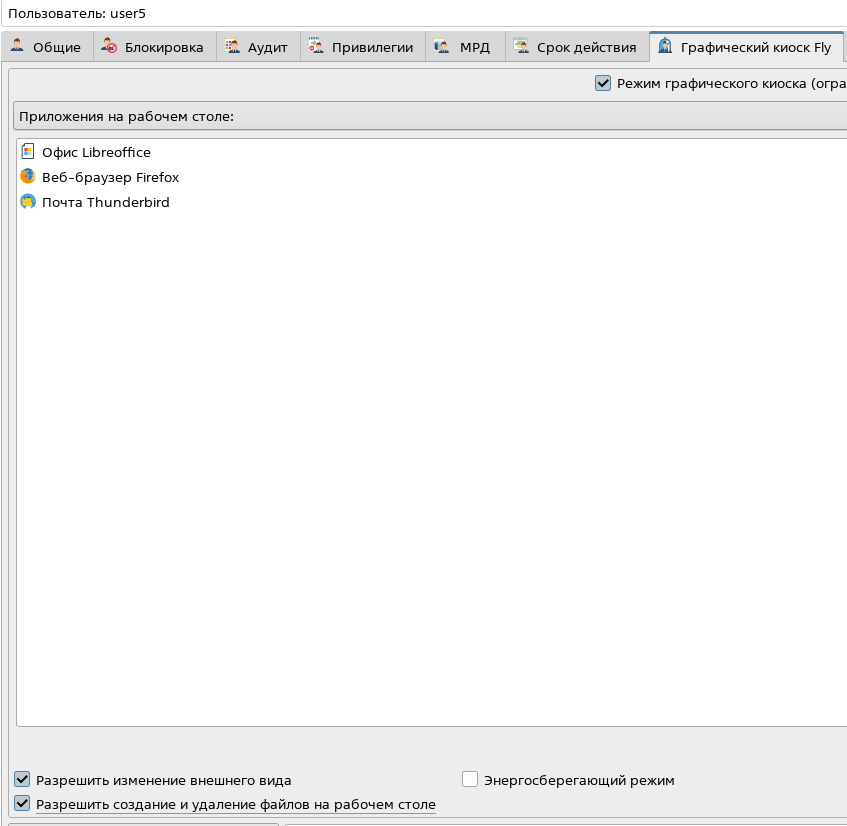 Пользователь: user5
Общие Блокировка Аудит Привилегии МРД Срок действия Графический киоск Fly
Режим графического киоска (огра
Приложения на рабочем столе:
Офис Libreoffice
Веб-браузер Firefox
Почта Thunderbird
Разрешить изменение внешнего вида Энергосберегающий режим
Разрешить создание и удаление файлов на рабочем столе